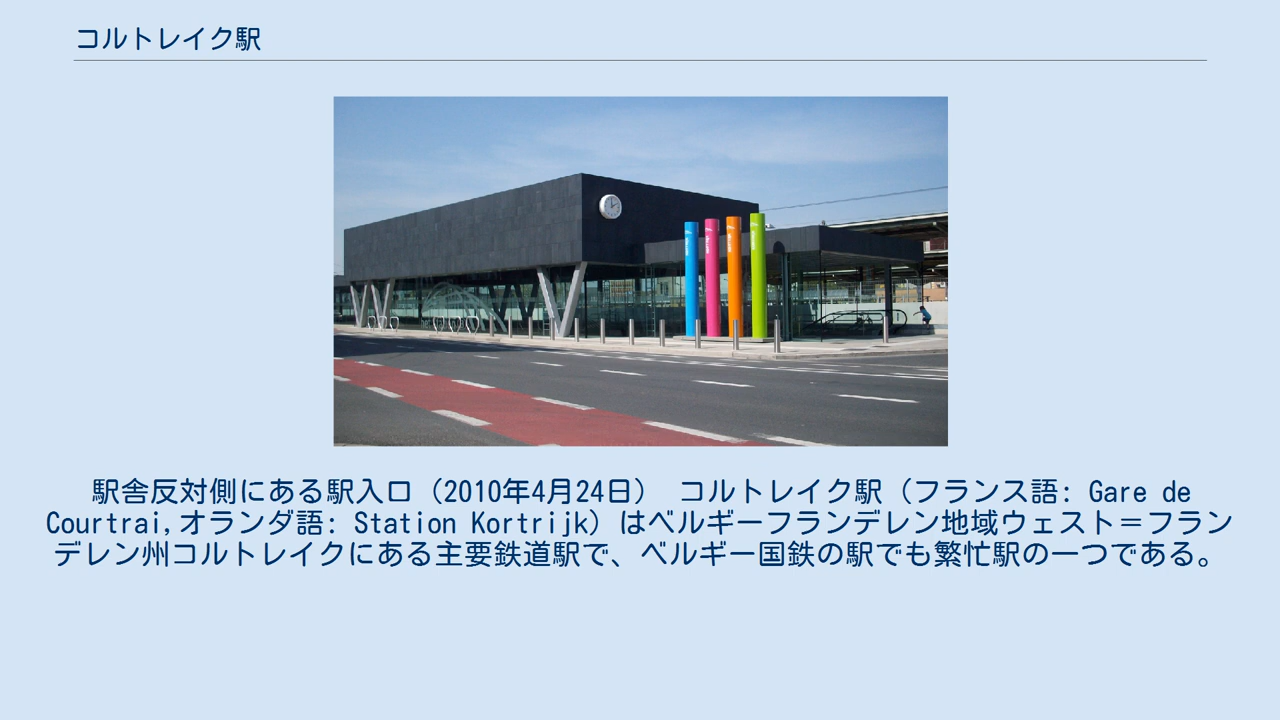 コルトレイク駅
駅舎反対側にある駅入口（2010年4月24日） コルトレイク駅（フランス語: Gare de
Courtrai,オランダ語: Station Kortrijk）はベルギーフランデレン地域ウェスト＝フラン
デレン州コルトレイクにある主要鉄道駅で、ベルギー国鉄の駅でも繁忙駅の一つである。